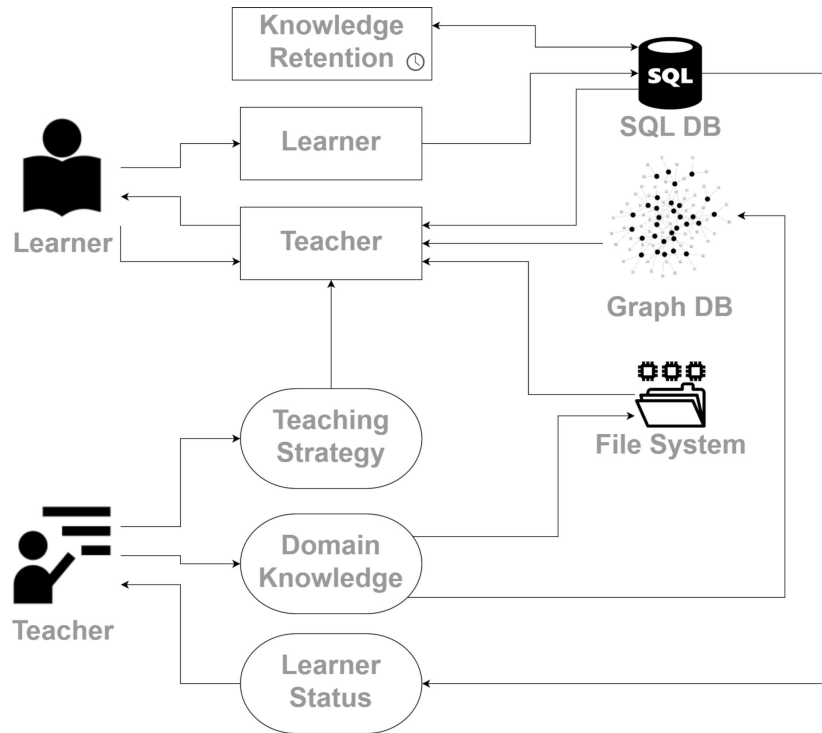 Knowledge
Retention
SQL
SQL DB
Learner
Learner
Teacher
Graph DB
Teaching
Strategy
File System
Domain
Knowledge
Teacher
Learner
Status